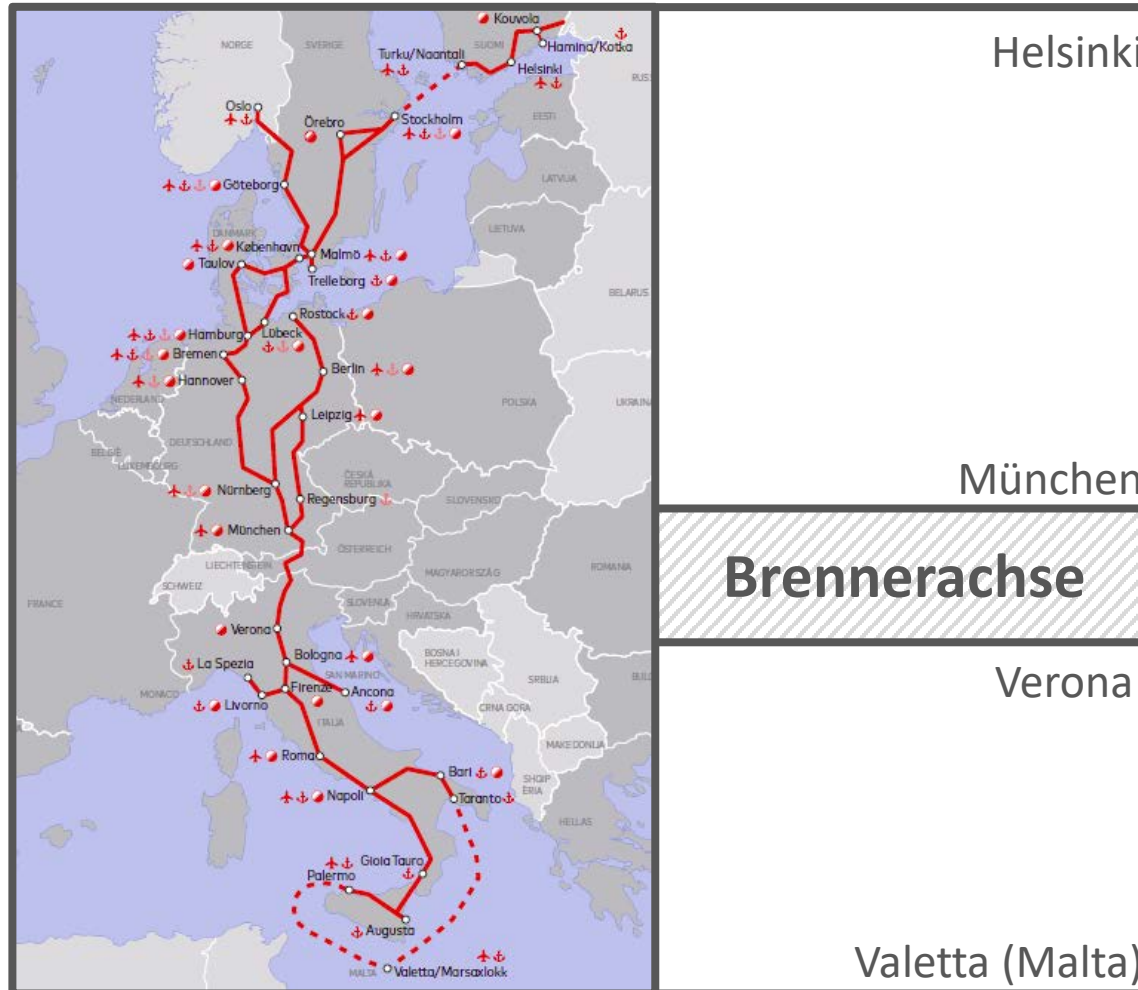 Kouvola
NORGE
SVERIGE
SUOMI
Hamina/Kotka
Turku/Naantali
Helsinki
Oslo
Örebro
Stockholm
EESTI
LATVIJA
Göteborg
DANMARK
LIETUVA
København
Malmö
Taulov
Trelleborg
BELARUS
Rostock
Hamburg
Lübeck
Bremen
Berlin
Hannover
NEDERLAND
POLSKA
UKRAINA
Leipzig
DEUTSCHLAND
BELGIË
LUXEMBOURG
ČESKÁ
REPUBLIKA
Nürnberg
Regensburg
SLOVENSKO
München
ÖSTERREICH
LIECHTENSTEIN
SCHWEIZ
MAGYARORSZÁG
ROMANIA
FRANCE
SLOVENIJA
HRVATSKA
Verona
BOSNA I
HERCEGOVINA
Bologna
La Spezia
SAN MARINO
SRBIJA
MONACO
Firenze
Ancona
Livorno
CRNA GORA
ITALIA
MAKEDONIJA
Roma
Bari
SHQIP
ËRIA
Napoli
Taranto
HELLAS
Gioia Tauro
Palermo
Augusta
MALTA
Valetta/Marsaxlokk
Helsinki
München
Brennerachse
Verona
Valetta (Malta)